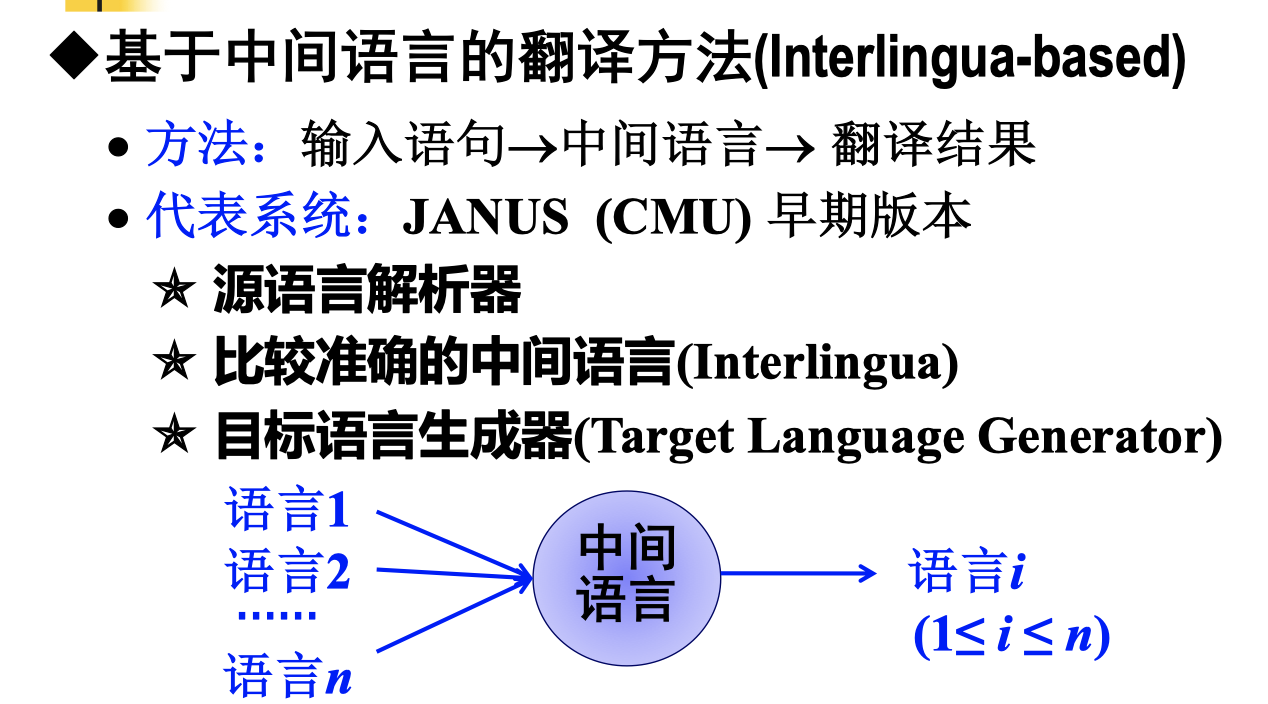 ◆基于中间语言的翻译方法(Interlingua-based)
• 方法：输入语句→中间语言→ 翻译结果
• 代表系统：JANUS (CMU) 早期版本
✯ 源语言解析器
✯ 比较准确的中间语言(Interlingua)
✯ 目标语言生成器(Target Language Generator)
语言1
语言2
……
语言n
中间
语言
语言i
(1≤ i ≤ n)